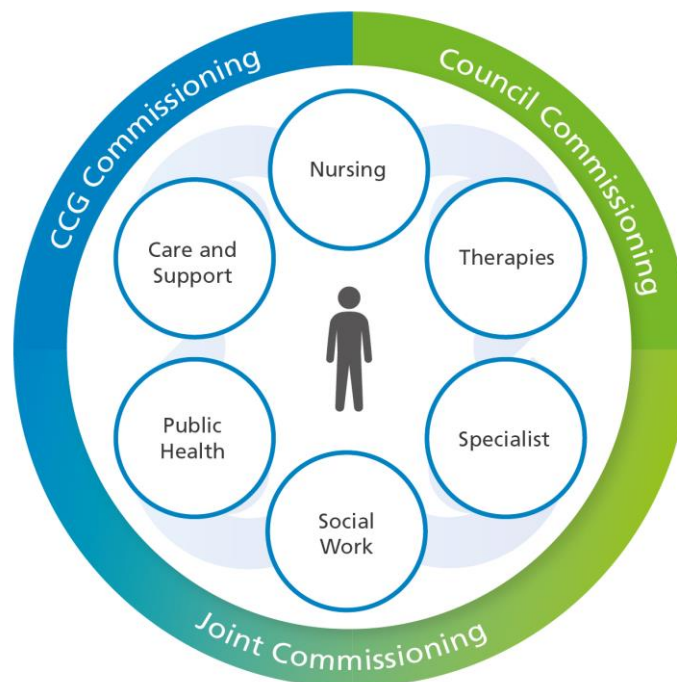 CCG Commissioning
Council Commissioning
Nursing
Care and
Support
Therapies
Public
Health
Specialist
Social
Work
Joint Commissioning